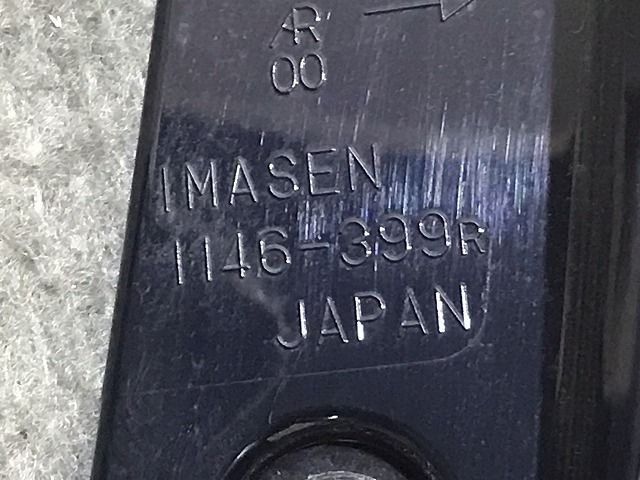 AR
00
IMASEN
1146-399R
JAPAN